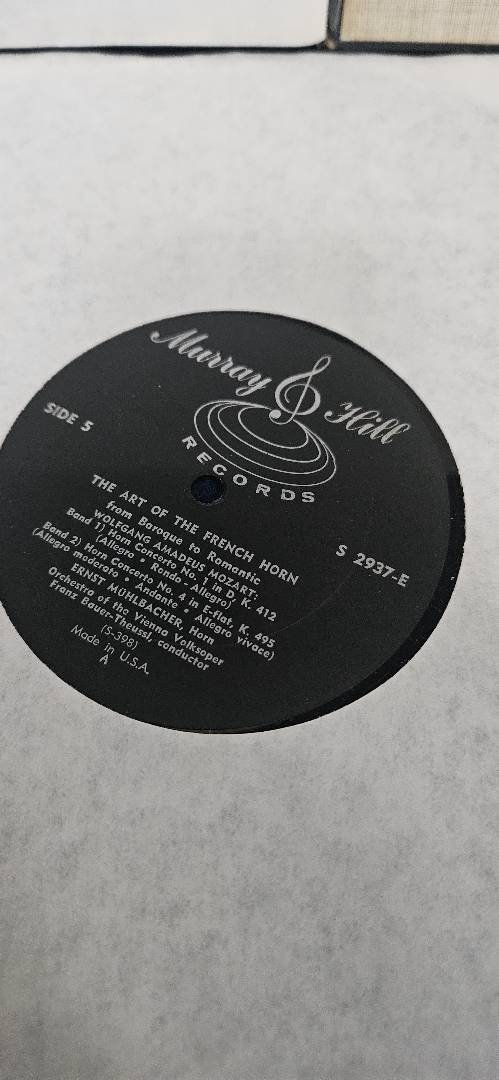 Murray Hill
RECORDS
SIDE 5
S 2937-E
THE ART OF THE FRENCH HORN
from Baroque to Romantic
WOLFGANG AMADEUS MOZART:
Band 1) Horn Concerto No. 1 in D, K. 412
(Allegro • Rondo - Allegro)
Band 2) Horn Concerto No. 4 in E-flat, K. 495
(Allegro moderato • Andante • Allegro vivace)
ERNST MÜHLBACHER, Horn
Orchestra of the Vienna Volksoper
Franz Bauer-Theussl, conductor
(S-398)
Made in U.S.A.
A